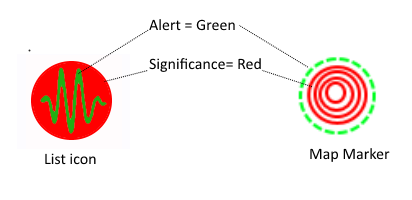 Alert = Green
Significance= Red
List icon
Map Marker